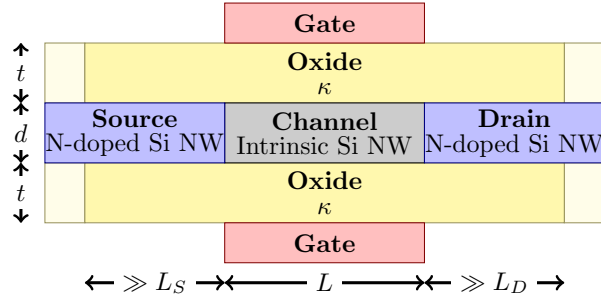 Gate
Oxide
κ
t
Source
N-doped Si NW
Channel
Intrinsic Si NW
Drain
N-doped Si NW
d
Oxide
κ
t
Gate
≫ L_S
L
≫ L_D